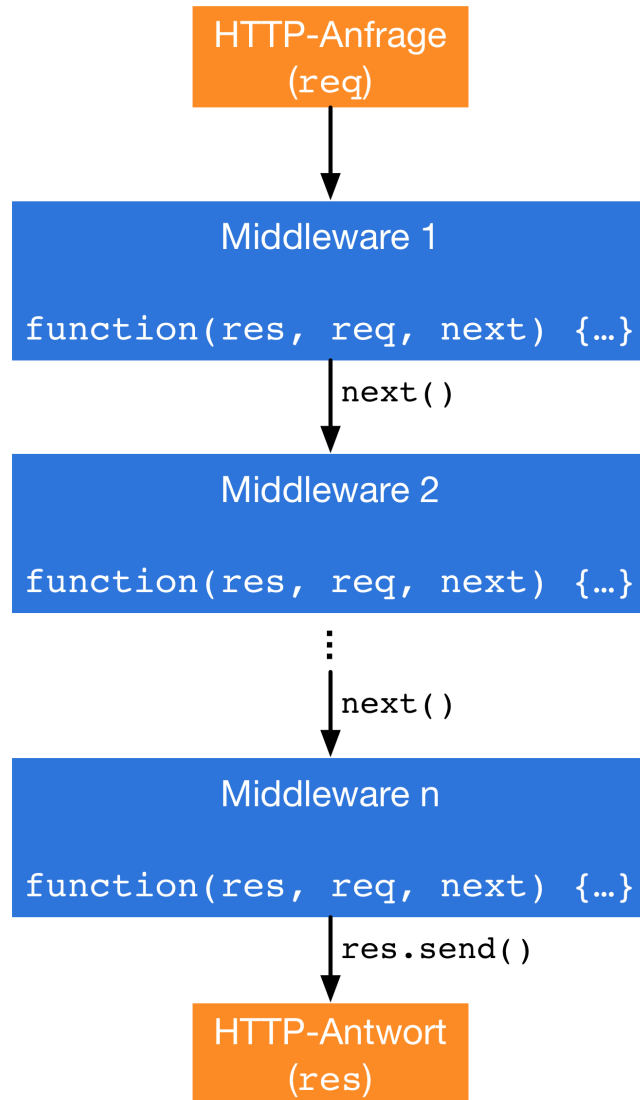 HTTP-Anfrage
(req)
Middleware 1
function(res, req, next) {…}
next()
Middleware 2
function(res, req, next) {…}
⋮
next()
Middleware n
function(res, req, next) {…}
res.send()
HTTP-Antwort
(res)